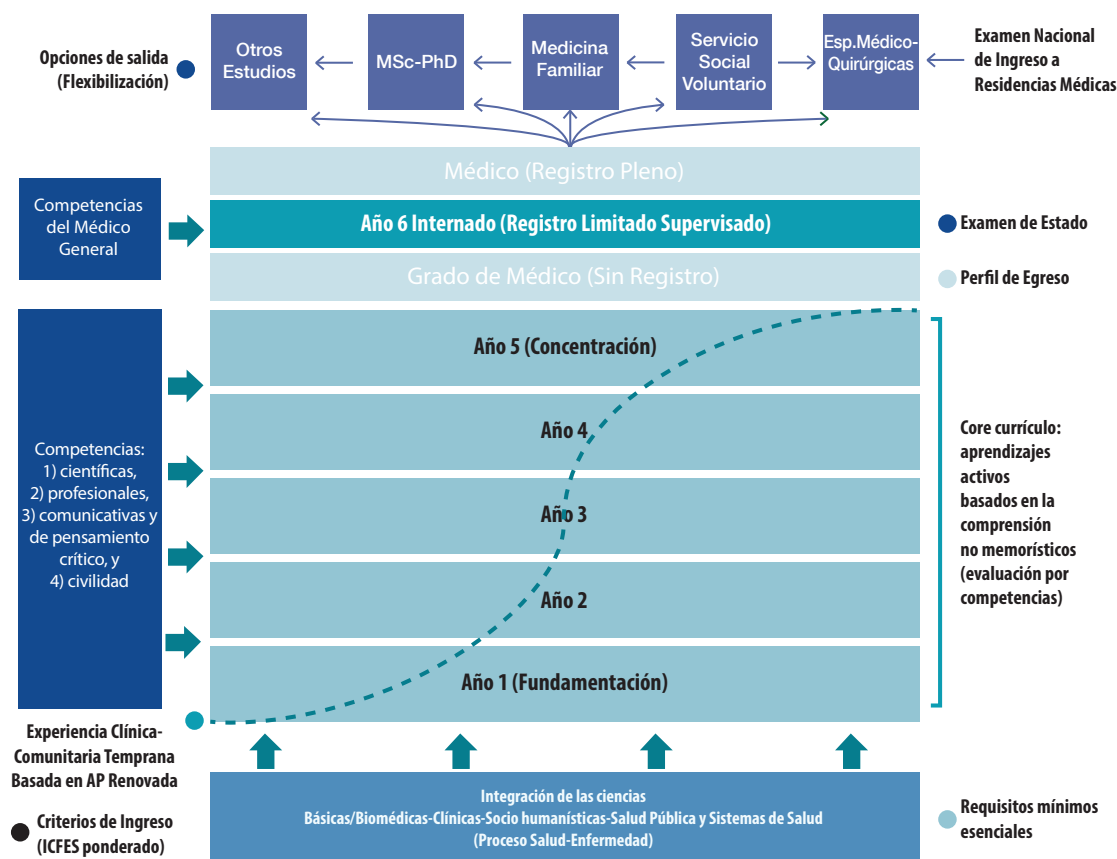 Opciones de salida
(Flexibilización)
Otros
Estudios
MSc-PhD
Medicina
Familiar
Servicio
Social
Voluntario
Esp.Médico-
Quirúrgicas
Examen Nacional
de Ingreso a
Residencias Médicas
Médico (Registro Pleno)
Competencias
del Médico
General
Año 6 Internado (Registro Limitado Supervisado)
Examen de Estado
Grado de Médico (Sin Registro)
Perfil de Egreso
Año 5 (Concentración)
Año 4
Año 3
Año 2
Año 1 (Fundamentación)
Competencias:
1) científicas,
2) profesionales,
3) comunicativas y
de pensamiento
crítico, y
4) civilidad
Core currículo:
aprendizajes
activos
basados en la
comprensión
no memorísticos
(evaluación por
competencias)
Experiencia Clínica-
Comunitaria Temprana
Basada en AP Renovada
Criterios de Ingreso
(ICFES ponderado)
Integración de las ciencias
Básicas/Biomédicas-Clínicas-Socio humanísticas-Salud Pública y Sistemas de Salud
(Proceso Salud-Enfermedad)
Requisitos mínimos
esenciales